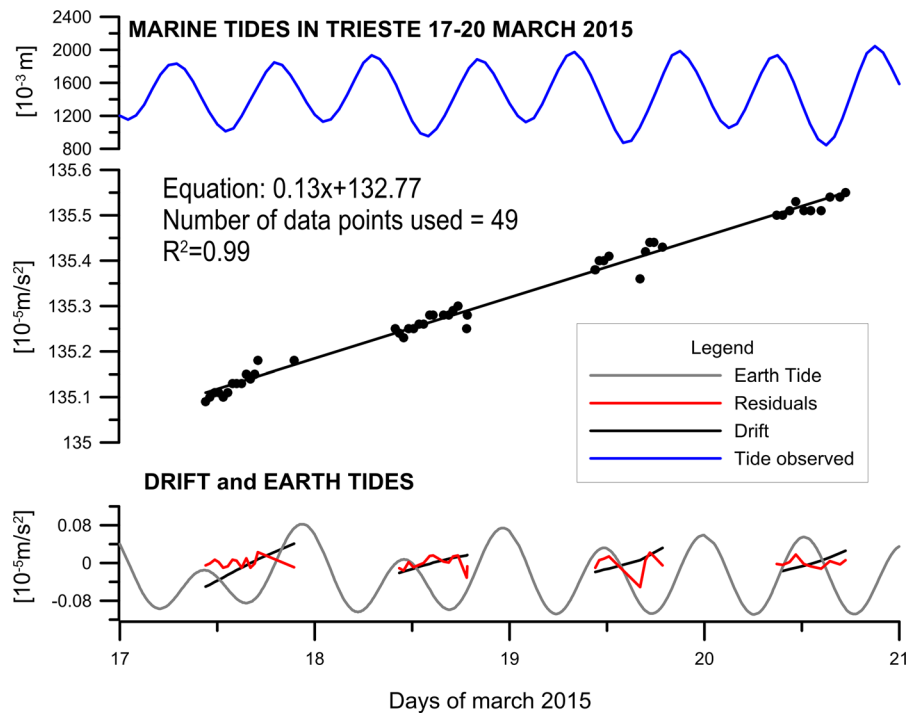 MARINE TIDES IN TRIESTE 17-20 MARCH 2015
[10⁻³ m]
2400
2000
1600
1200
800
Equation: 0.13x+132.77
Number of data points used = 49
R²=0.99
[10⁻⁵m/s²]
135.6
135.5
135.4
135.3
135.2
135.1
135
Legend
Earth Tide
Residuals
Drift
Tide observed
DRIFT and EARTH TIDES
[10⁻⁵m/s²]
0.08
0
-0.08
17 18 19 20 21
Days of march 2015